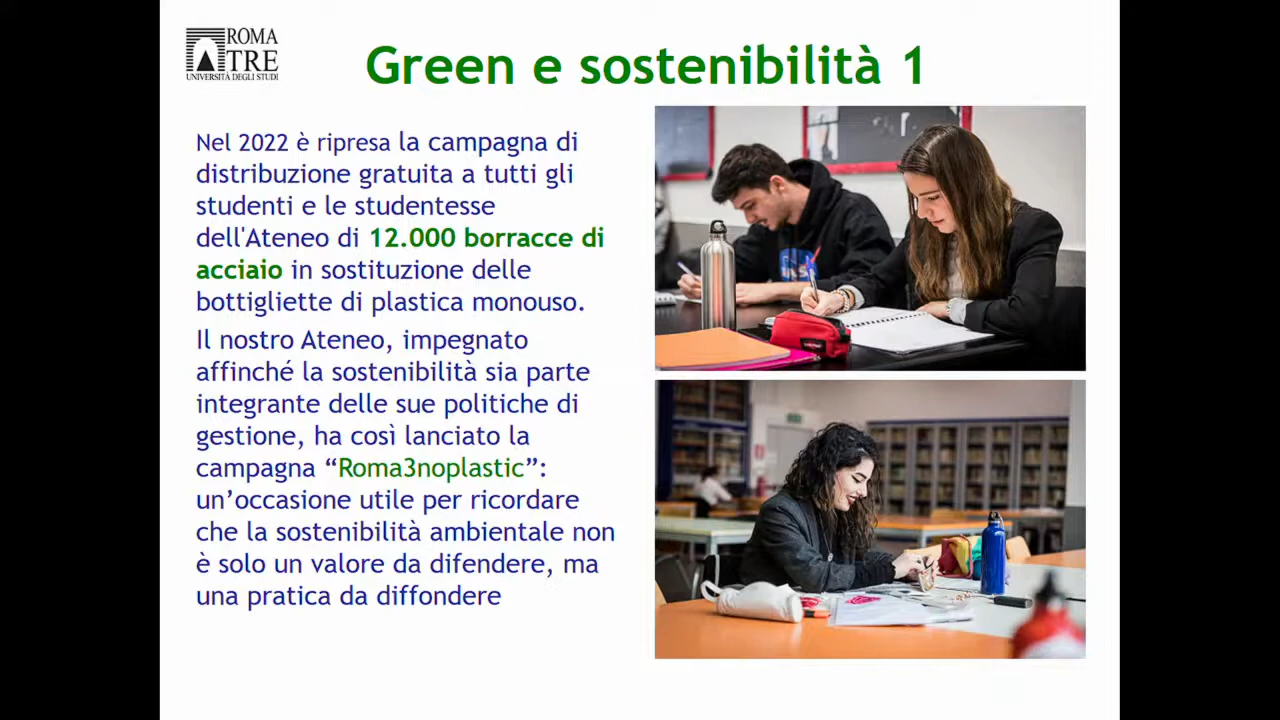 ROMA
TRE
UNIVERSITÀ DEGLI STUDI
Green e sostenibilità 1
Nel 2022 è ripresa la campagna di
distribuzione gratuita a tutti gli
studenti e le studentesse
dell'Ateneo di 12.000 borracce di
acciaio in sostituzione delle
bottigliette di plastica monouso.
Il nostro Ateneo, impegnato
affinché la sostenibilità sia parte
integrante delle sue politiche di
gestione, ha così lanciato la
campagna “Roma3noplastic”:
un’occasione utile per ricordare
che la sostenibilità ambientale non
è solo un valore da difendere, ma
una pratica da diffondere